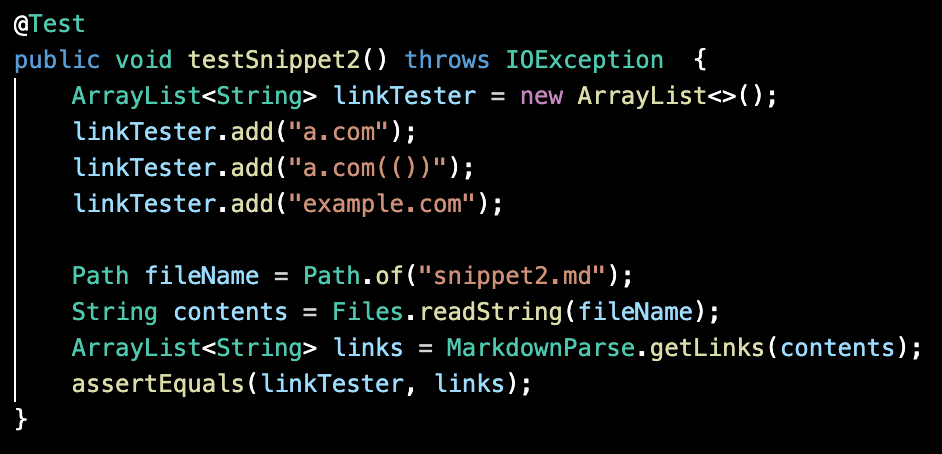 @Test
public void testSnippet2() throws IOException  {
    ArrayList<String> linkTester = new ArrayList<>();
    linkTester.add("a.com");
    linkTester.add("a.com(())");
    linkTester.add("example.com");

    Path fileName = Path.of("snippet2.md");
    String contents = Files.readString(fileName);
    ArrayList<String> links = MarkdownParse.getLinks(contents);
    assertEquals(linkTester, links);
}